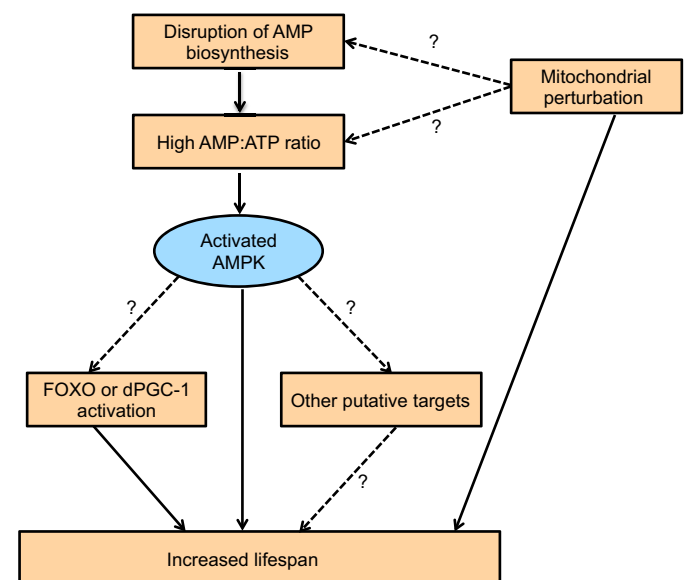 Disruption of AMP
biosynthesis
?
Mitochondrial
perturbation
High AMP:ATP ratio
?
Activated
AMPK
?
?
FOXO or dPGC-1
activation
Other putative targets
?
Increased lifespan